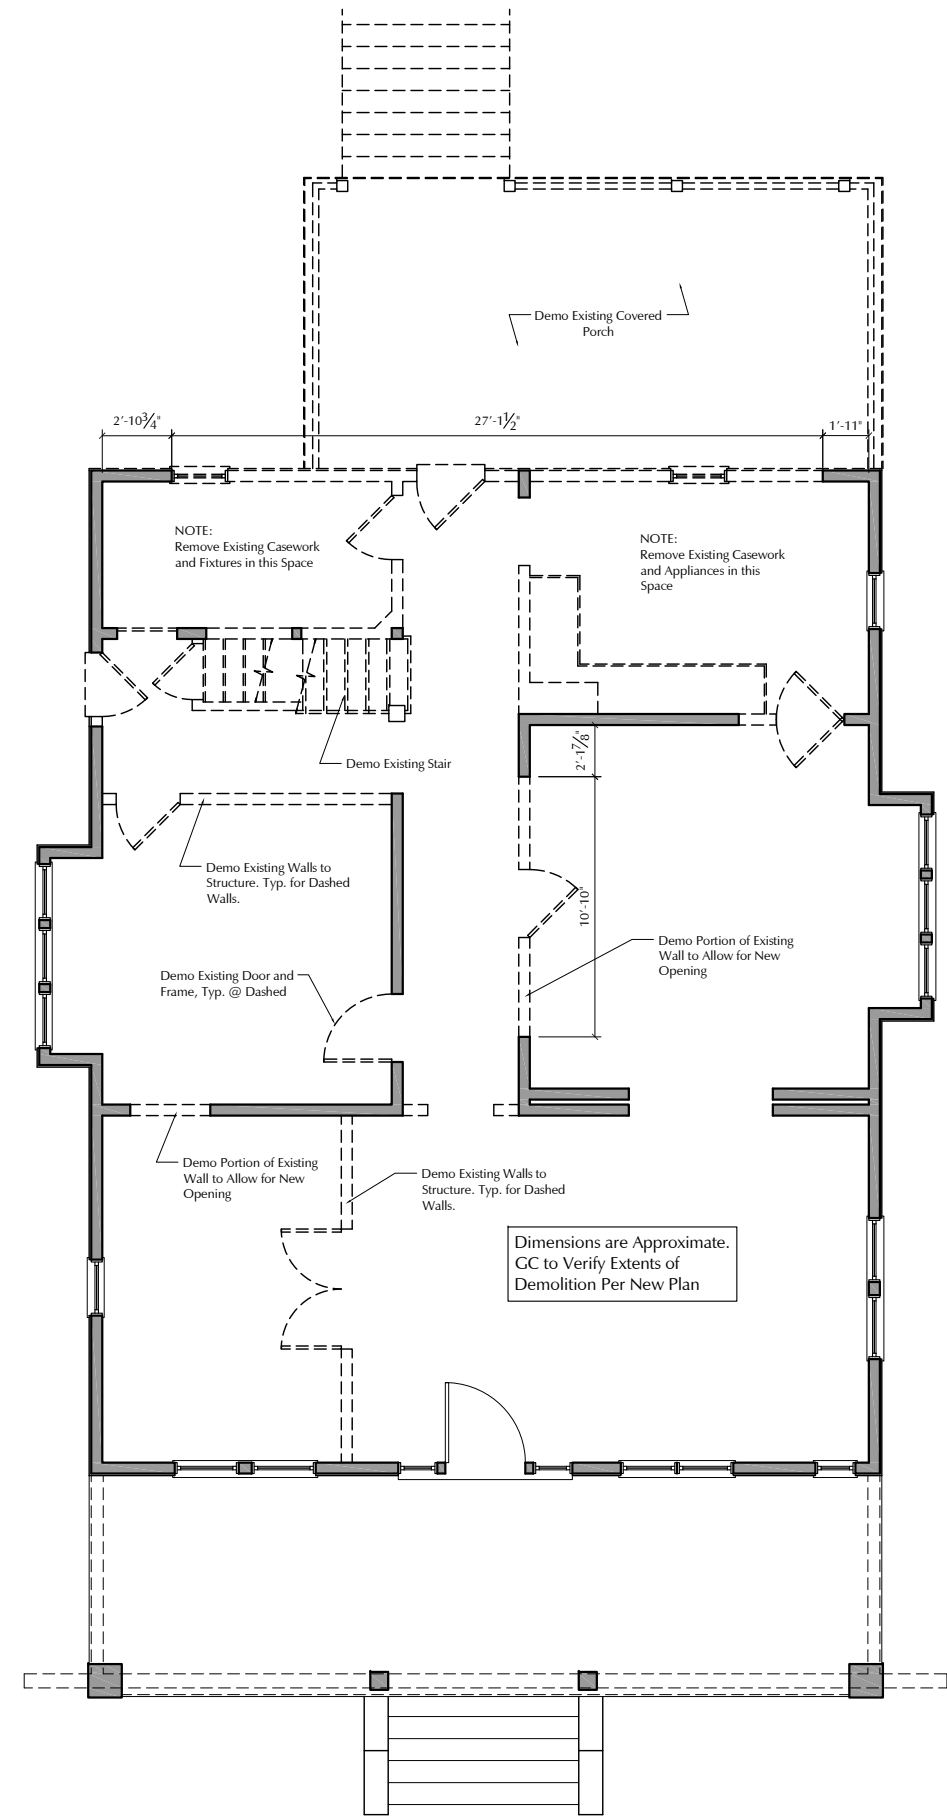 Demo Existing Covered
Porch
2'-10¾"
27'-1½"
1'-11"
NOTE:
Remove Existing Casework
and Fixtures in this Space
NOTE:
Remove Existing Casework
and Appliances in this
Space
2'-1⅞"
Demo Existing Stair
Demo Existing Walls to
Structure. Typ. for Dashed
Walls.
10'-10"
Demo Portion of Existing
Wall to Allow for New
Opening
Demo Existing Door and
Frame, Typ. @ Dashed
Demo Portion of Existing
Wall to Allow for New
Opening
Demo Existing Walls to
Structure. Typ. for Dashed
Walls.
Dimensions are Approximate.
GC to Verify Extents of
Demolition Per New Plan